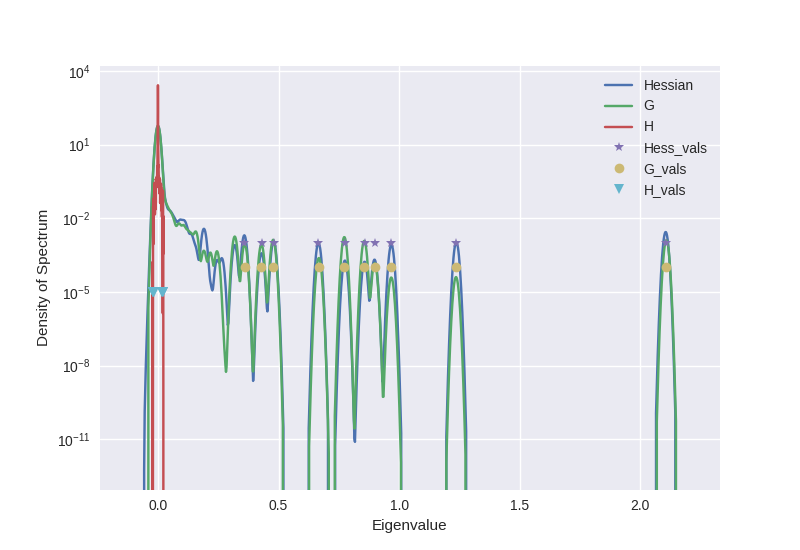 10^4
10^1
10^−2
10^−5
10^−8
10^−11
Density of Spectrum
Hessian
G
H
Hess_vals
G_vals
H_vals
0.0 0.5 1.0 1.5 2.0
Eigenvalue